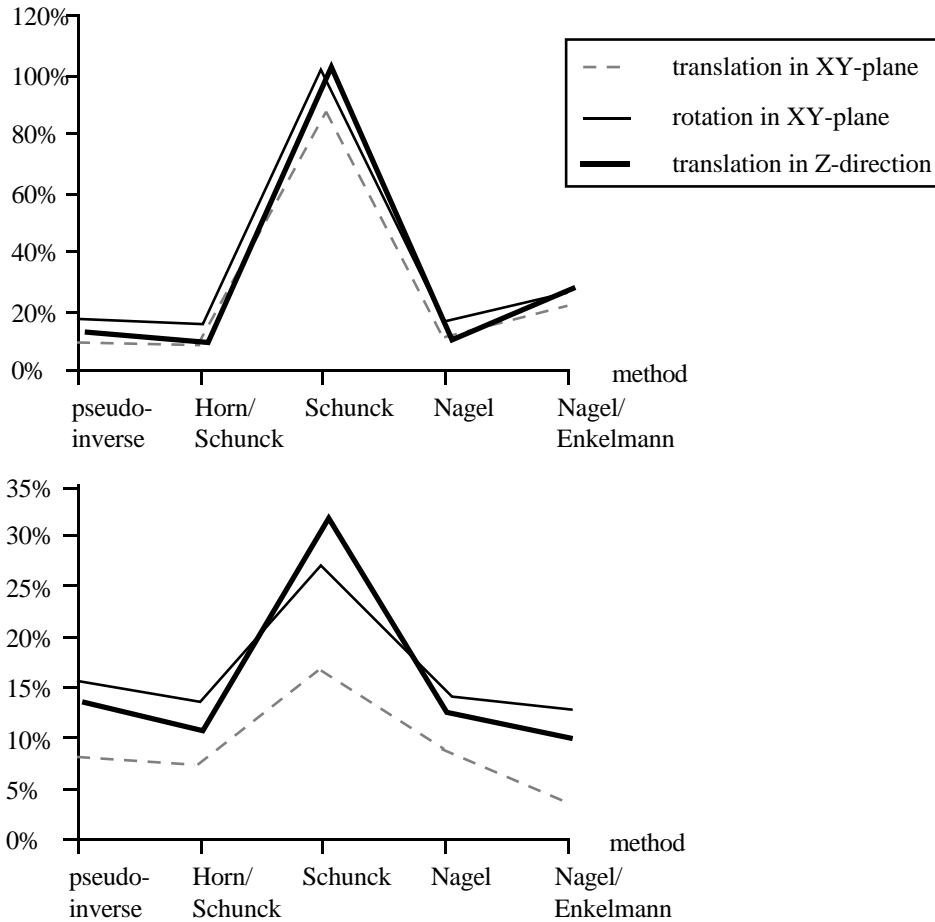 120%
100%
80%
60%
40%
20%
0%
translation in XY-plane
rotation in XY-plane
translation in Z-direction
method
pseudo-
inverse
Horn/
Schunck
Schunck
Nagel
Nagel/
Enkelmann
35%
30%
25%
20%
15%
10%
5%
0%
method
pseudo-
inverse
Horn/
Schunck
Schunck
Nagel
Nagel/
Enkelmann